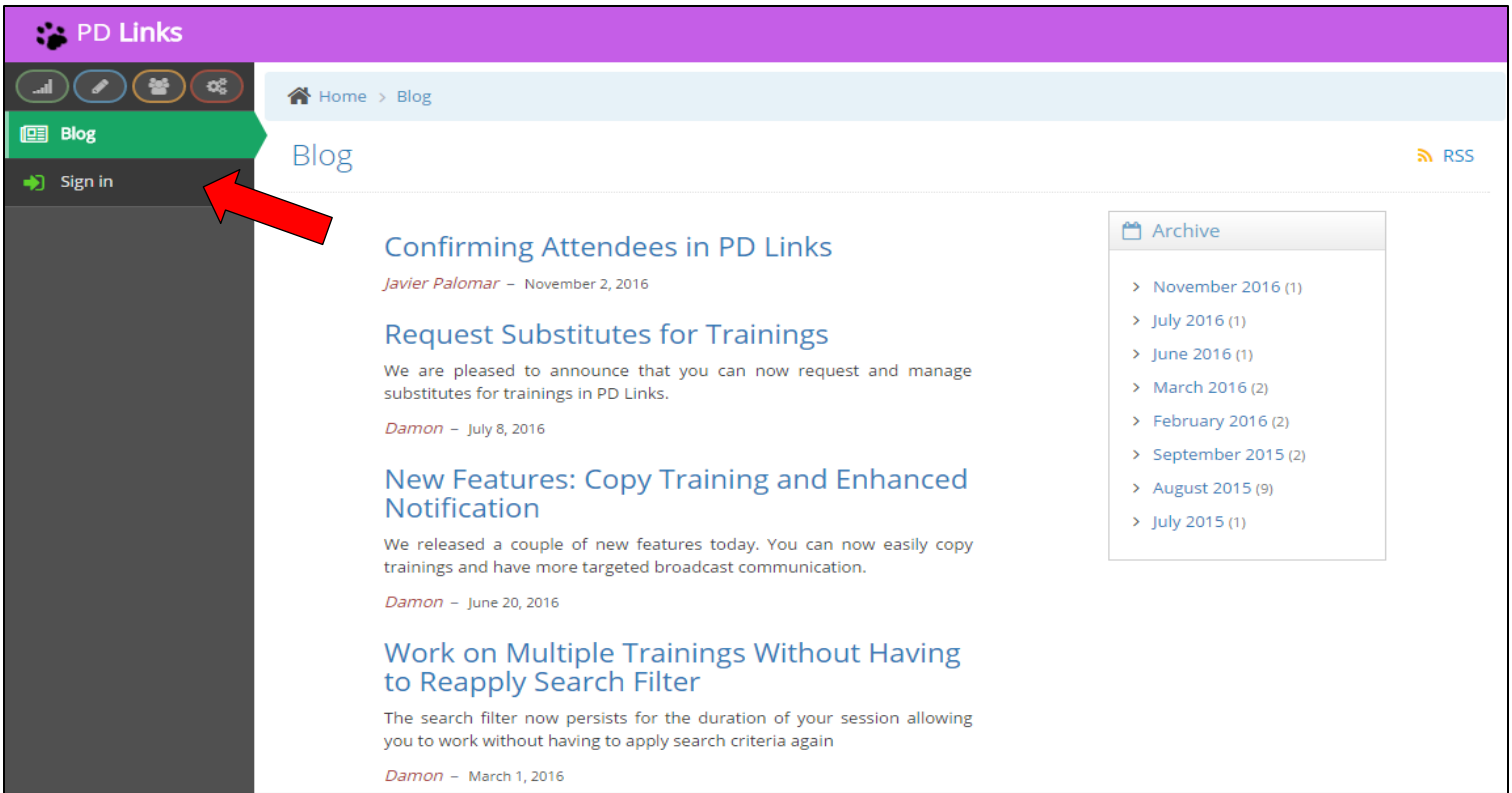 PD Links
Home > Blog
Blog
Sign in
Blog
RSS
Confirming Attendees in PD Links
Javier Palomar – November 2, 2016
Request Substitutes for Trainings
We are pleased to announce that you can now request and manage
substitutes for trainings in PD Links.
Damon – July 8, 2016
New Features: Copy Training and Enhanced
Notification
We released a couple of new features today. You can now easily copy
trainings and have more targeted broadcast communication.
Damon – June 20, 2016
Work on Multiple Trainings Without Having
to Reapply Search Filter
The search filter now persists for the duration of your session allowing
you to work without having to apply search criteria again
Damon – March 1, 2016
Archive
> November 2016 (1)
> July 2016 (1)
> June 2016 (1)
> March 2016 (2)
> February 2016 (2)
> September 2015 (2)
> August 2015 (9)
> July 2015 (1)